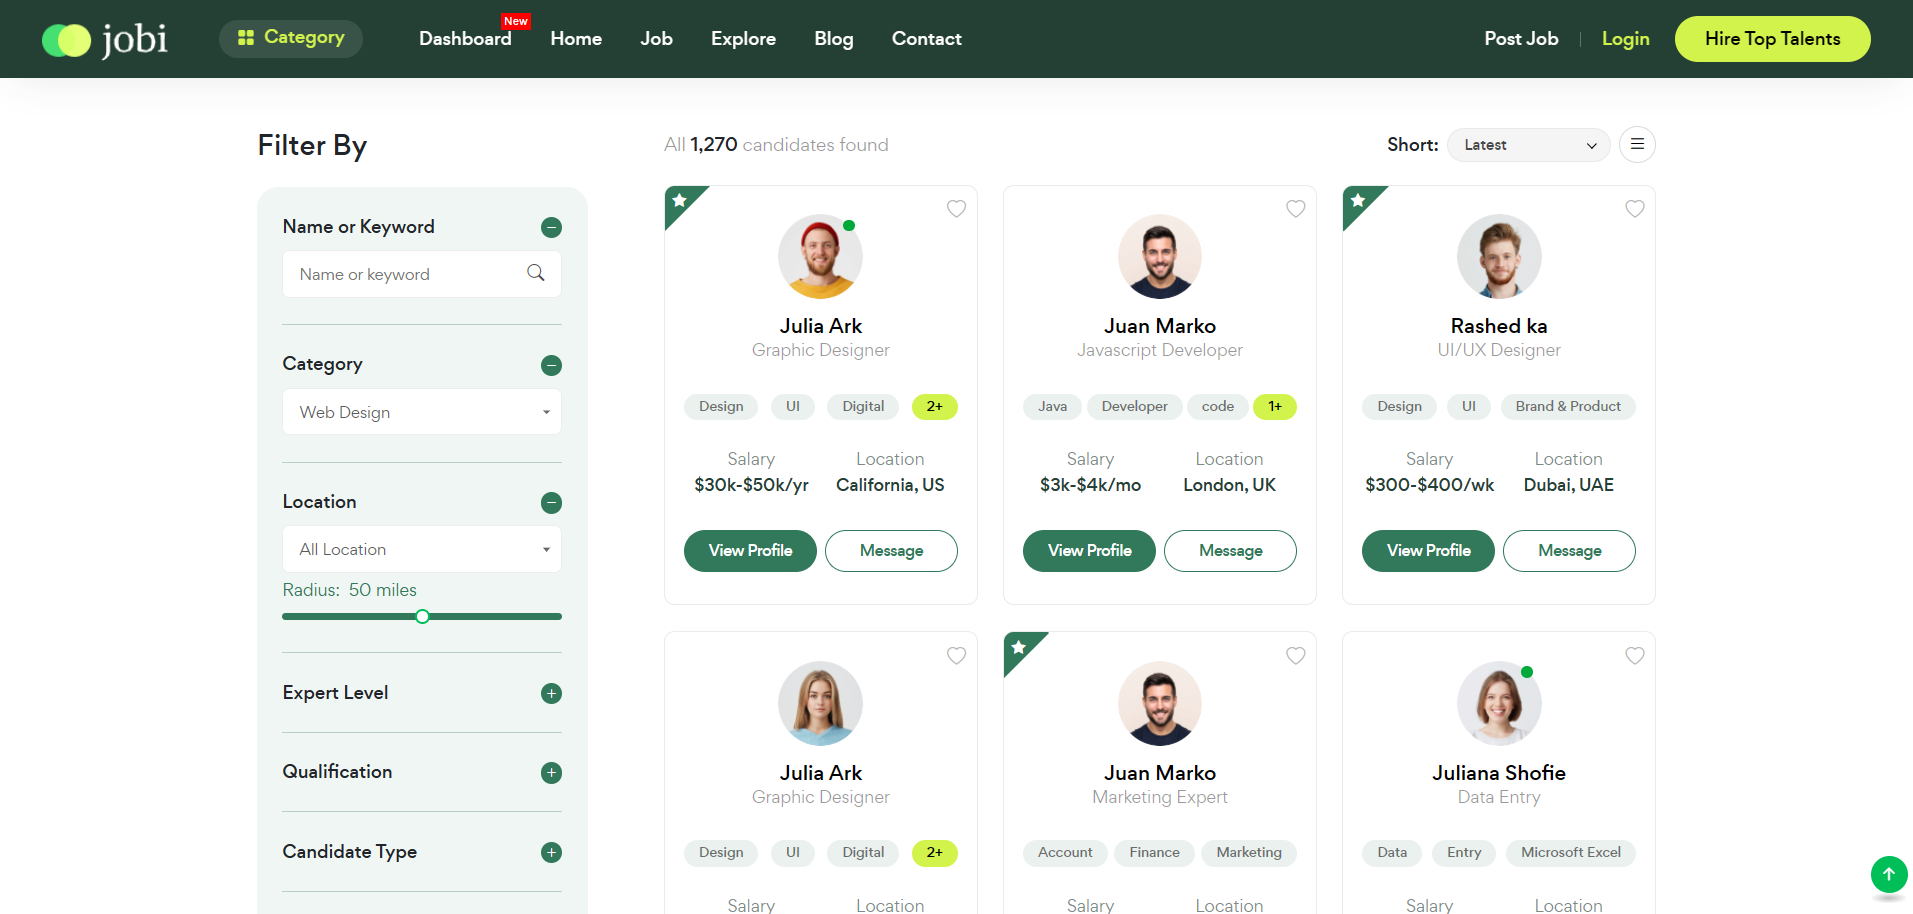 jobi
Category
Dashboard
New
Home
Job
Explore
Blog
Contact
Post Job
Login
Hire Top Talents
Filter By
Name or Keyword
Name or keyword
Category
Web Design
Location
All Location
Radius: 50 miles
Expert Level
Qualification
Candidate Type
All 1,270 candidates found
Short:
Latest
Julia Ark
Graphic Designer
Design UI Digital 2+
Salary Location
$30k-$50k/yr California, US
View Profile Message
Juan Marko
Javascript Developer
Java Developer code 1+
Salary Location
$3k-$4k/mo London, UK
View Profile Message
Rashed ka
UI/UX Designer
Design UI Brand & Product
Salary Location
$300-$400/wk Dubai, UAE
View Profile Message
Julia Ark
Graphic Designer
Design UI Digital 2+
Salary Location
Juan Marko
Marketing Expert
Account Finance Marketing
Salary Location
Juliana Shofie
Data Entry
Data Entry Microsoft Excel
Salary Location